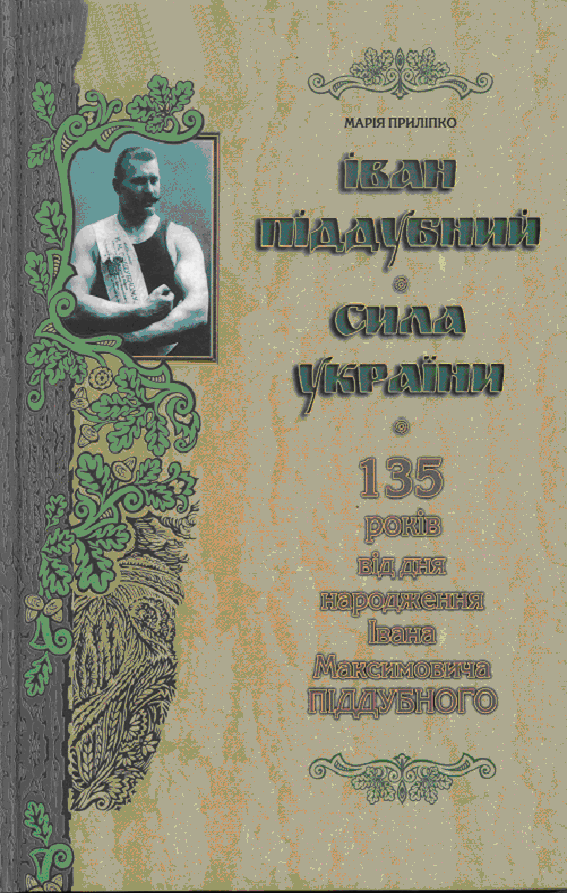 МАРІЯ ПРИЛІПКО
ІВАН
ПІДДУБНИЙ
СИЛА
УКРАЇНИ
135
років
від дня
народження
Івана
Максимовича
ПІДДУБНОГО